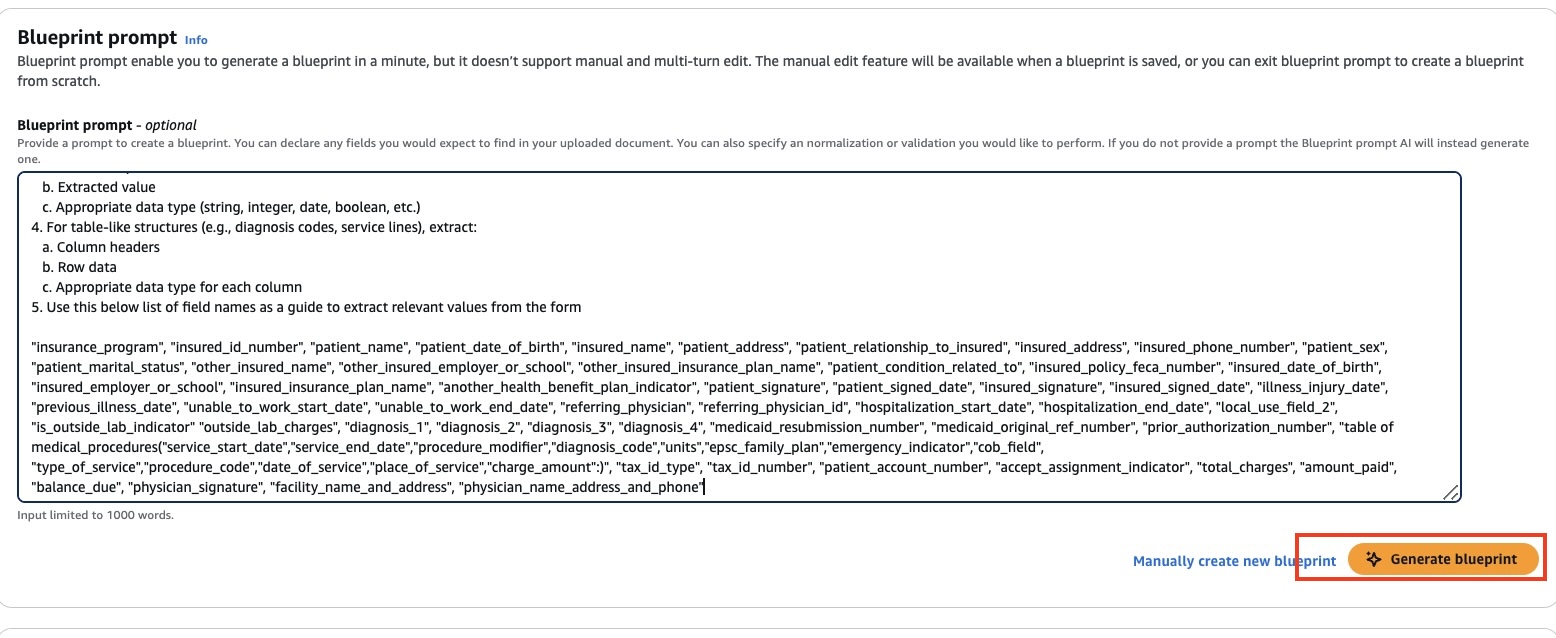 Blueprint prompt Info
Blueprint prompt enable you to generate a blueprint in a minute, but it doesn't support manual and multi-turn edit. The manual edit feature will be available when a blueprint is saved, or you can exit blueprint prompt to create a blueprint
from scratch.
Blueprint prompt - optional
Provide a prompt to create a blueprint. You can declare any fields you would expect to find in your uploaded document. You can also specify an normalization or validation you would like to perform. If you do not provide a prompt the Blueprint prompt AI will instead generate
one.
b. Extracted value
c. Appropriate data type (string, integer, date, boolean, etc.)
4. For table-like structures (e.g., diagnosis codes, service lines), extract:
a. Column headers
b. Row data
c. Appropriate data type for each column
5. Use this below list of field names as a guide to extract relevant values from the form
"insurance_program", "insured_id_number", "patient_name", "patient_date_of_birth", "insured_name", "patient_address", "patient_relationship_to_insured", "insured_address", "insured_phone_number", "patient_sex",
"patient_marital_status", "other_insured_name", "other_insured_employer_or_school", "other_insured_insurance_plan_name", "patient_condition_related_to", "insured_policy_feca_number", "insured_date_of_birth",
"insured_employer_or_school", "insured_insurance_plan_name", "another_health_benefit_plan_indicator", "patient_signature", "patient_signed_date", "insured_signature", "insured_signed_date", "illness_injury_date",
"previous_illness_date", "unable_to_work_start_date", "unable_to_work_end_date", "referring_physician", "referring_physician_id", "hospitalization_start_date", "hospitalization_end_date", "local_use_field_2",
"is_outside_lab_indicator" "outside_lab_charges", "diagnosis_1", "diagnosis_2", "diagnosis_3", "diagnosis_4", "medicaid_resubmission_number", "medicaid_original_ref_number", "prior_authorization_number", "table of
medical_procedures("service_start_date","service_end_date","procedure_modifier","diagnosis_code","units","epsc_family_plan","emergency_indicator","cob_field",
"type_of_service","procedure_code","date_of_service","place_of_service","charge_amount":)", "tax_id_type", "tax_id_number", "patient_account_number", "accept_assignment_indicator", "total_charges", "amount_paid",
"balance_due", "physician_signature", "facility_name_and_address", "physician_name_address_and_phone"
Input limited to 1000 words.
Manually create new blueprint Generate blueprint